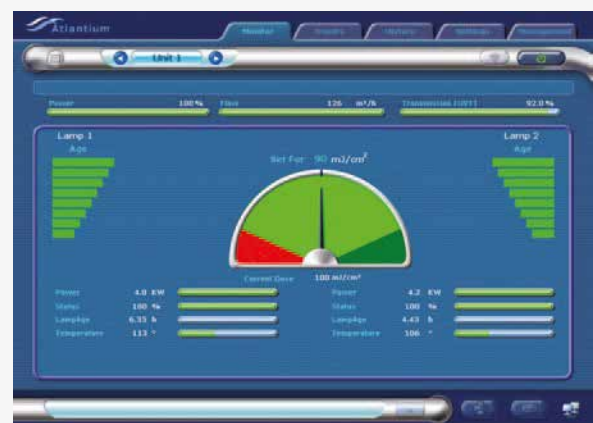 Atlantium
Monitor
Unit 1
Power 100 % Flow 126 m³/h Transmission (UVT) 92.0 %
Lamp 1
Age
Lamp 2
Age
Set For 90 mJ/cm²
Current Dose 100 mJ/cm²
Power 4.0 KW
Power 4.2 KW
Status 100 %
Status 100 %
LampAge 6.33 h
LampAge 4.43 h
Temperature 113 °
Temperature 106 °